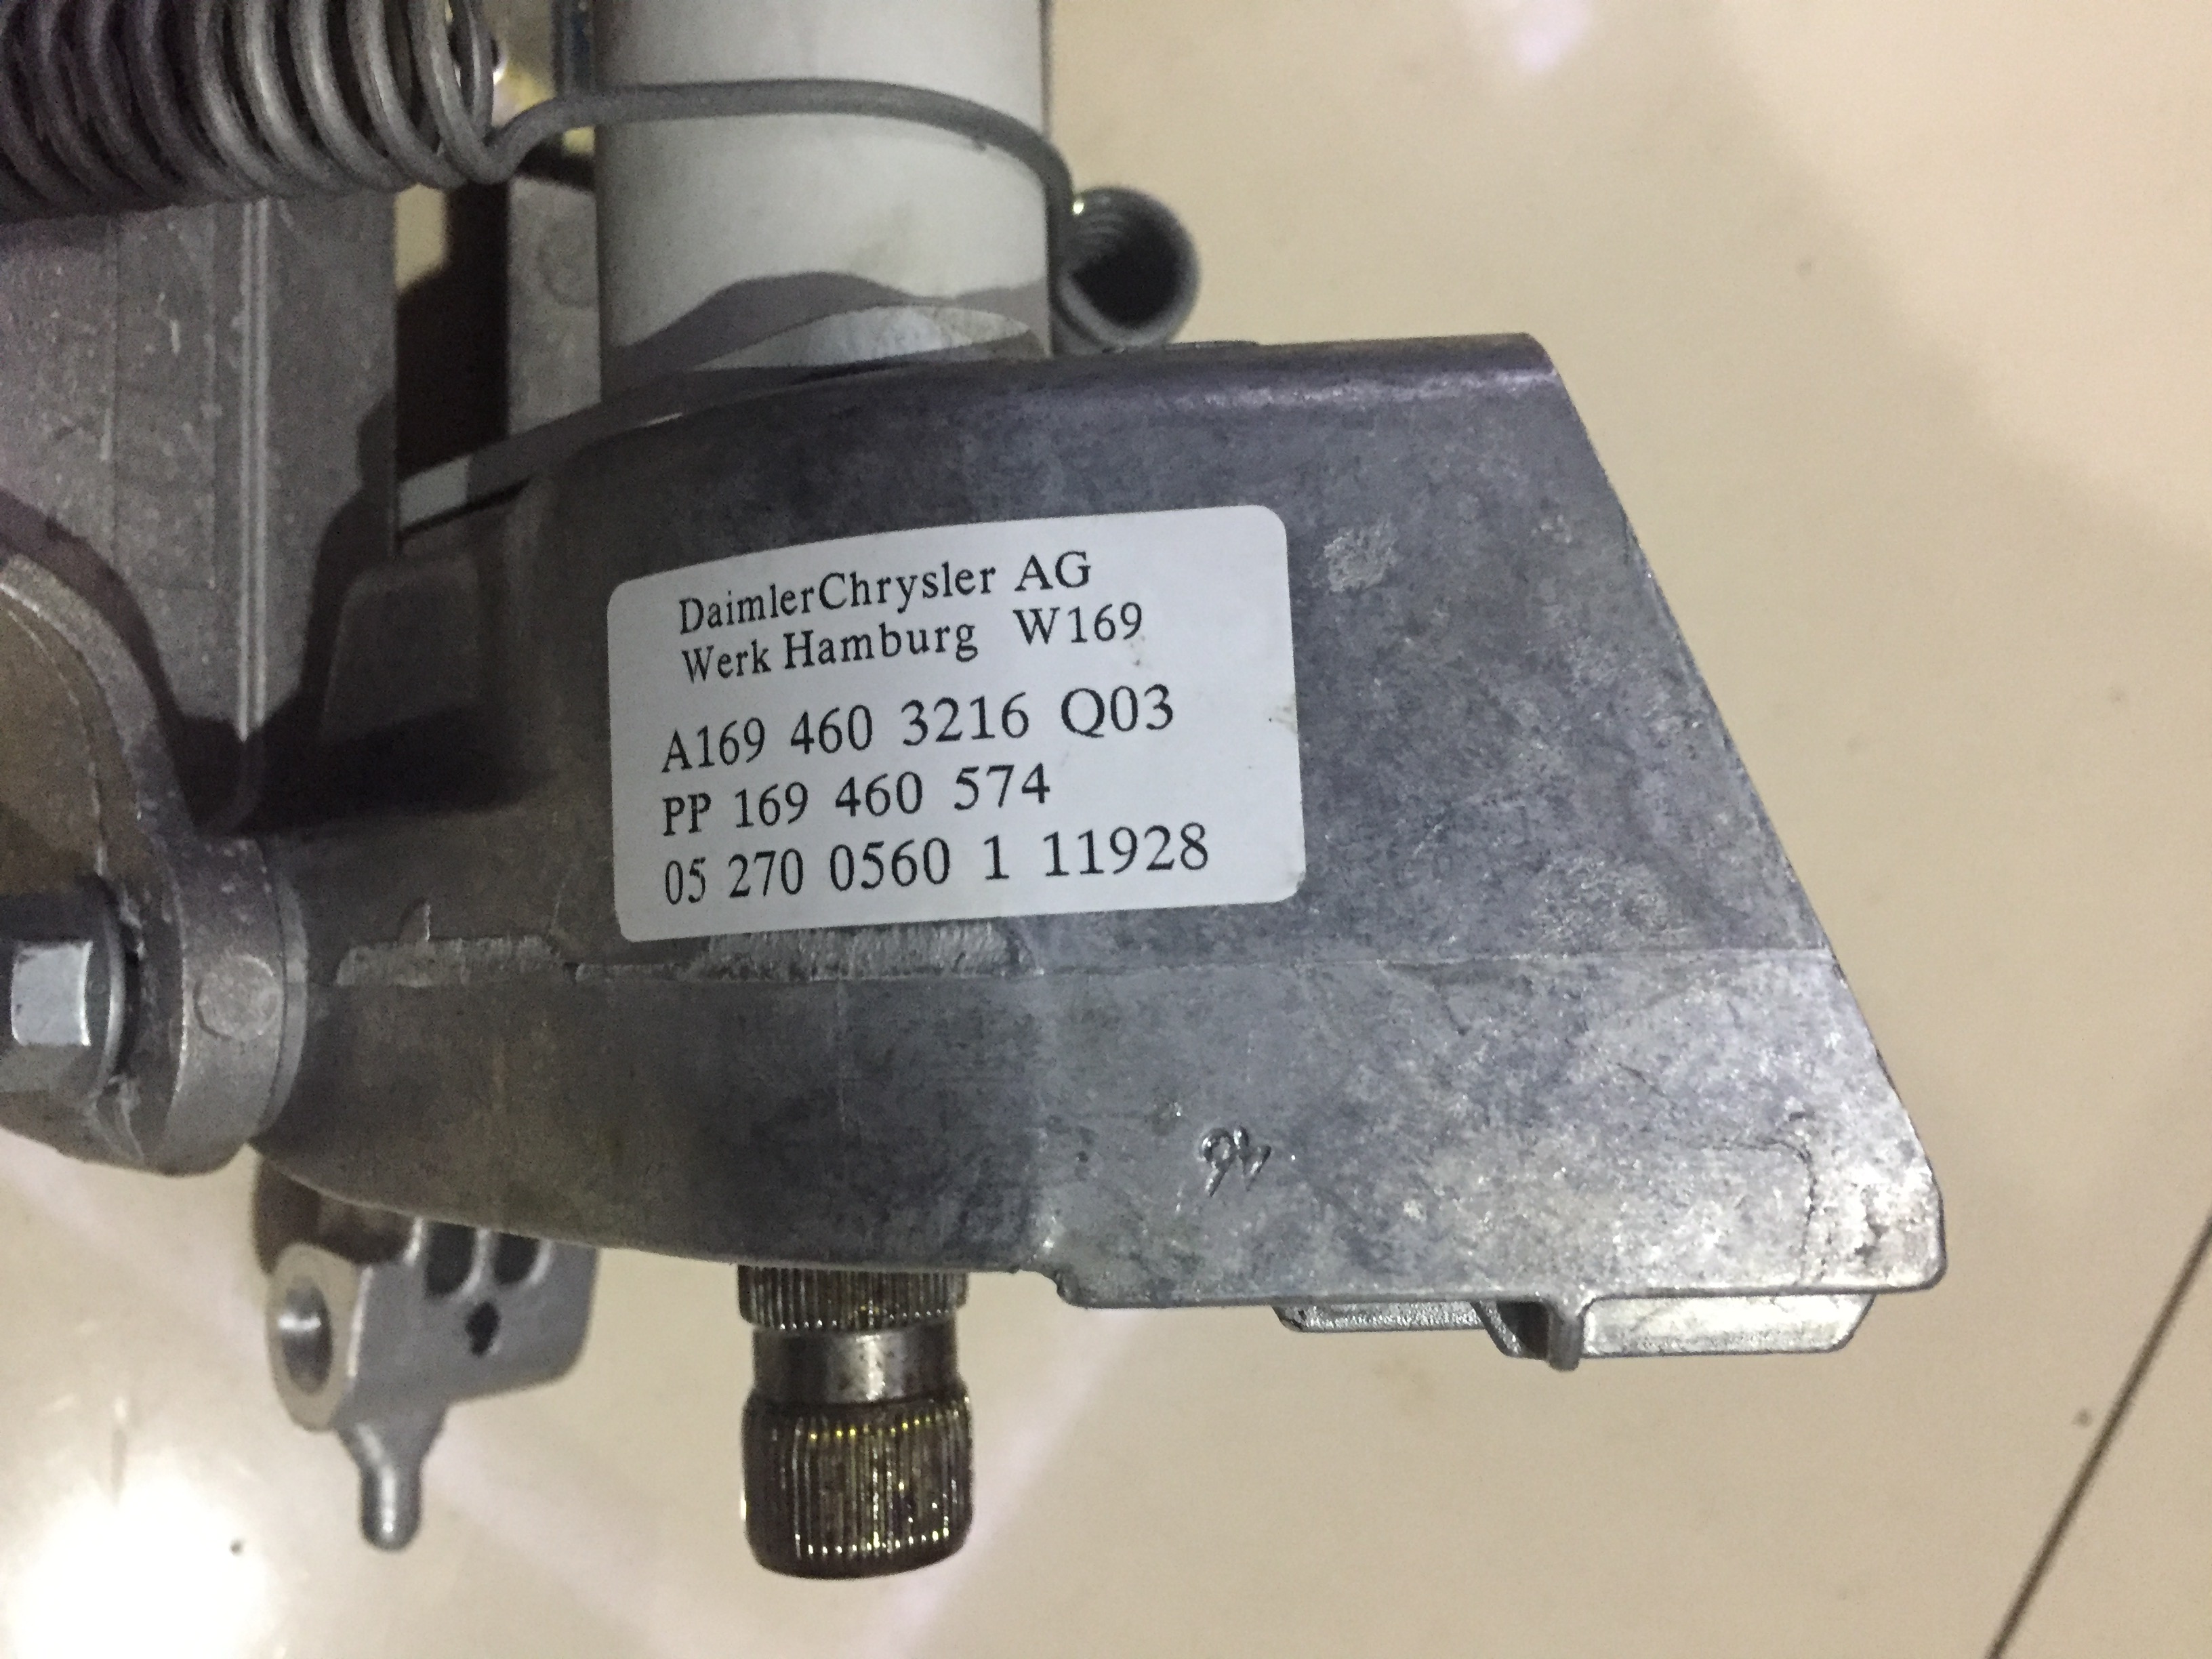 DaimlerChrysler AG
Werk Hamburg W169
A169 460 3216 Q03
PP 169 460 574
05 270 0560 1 11928